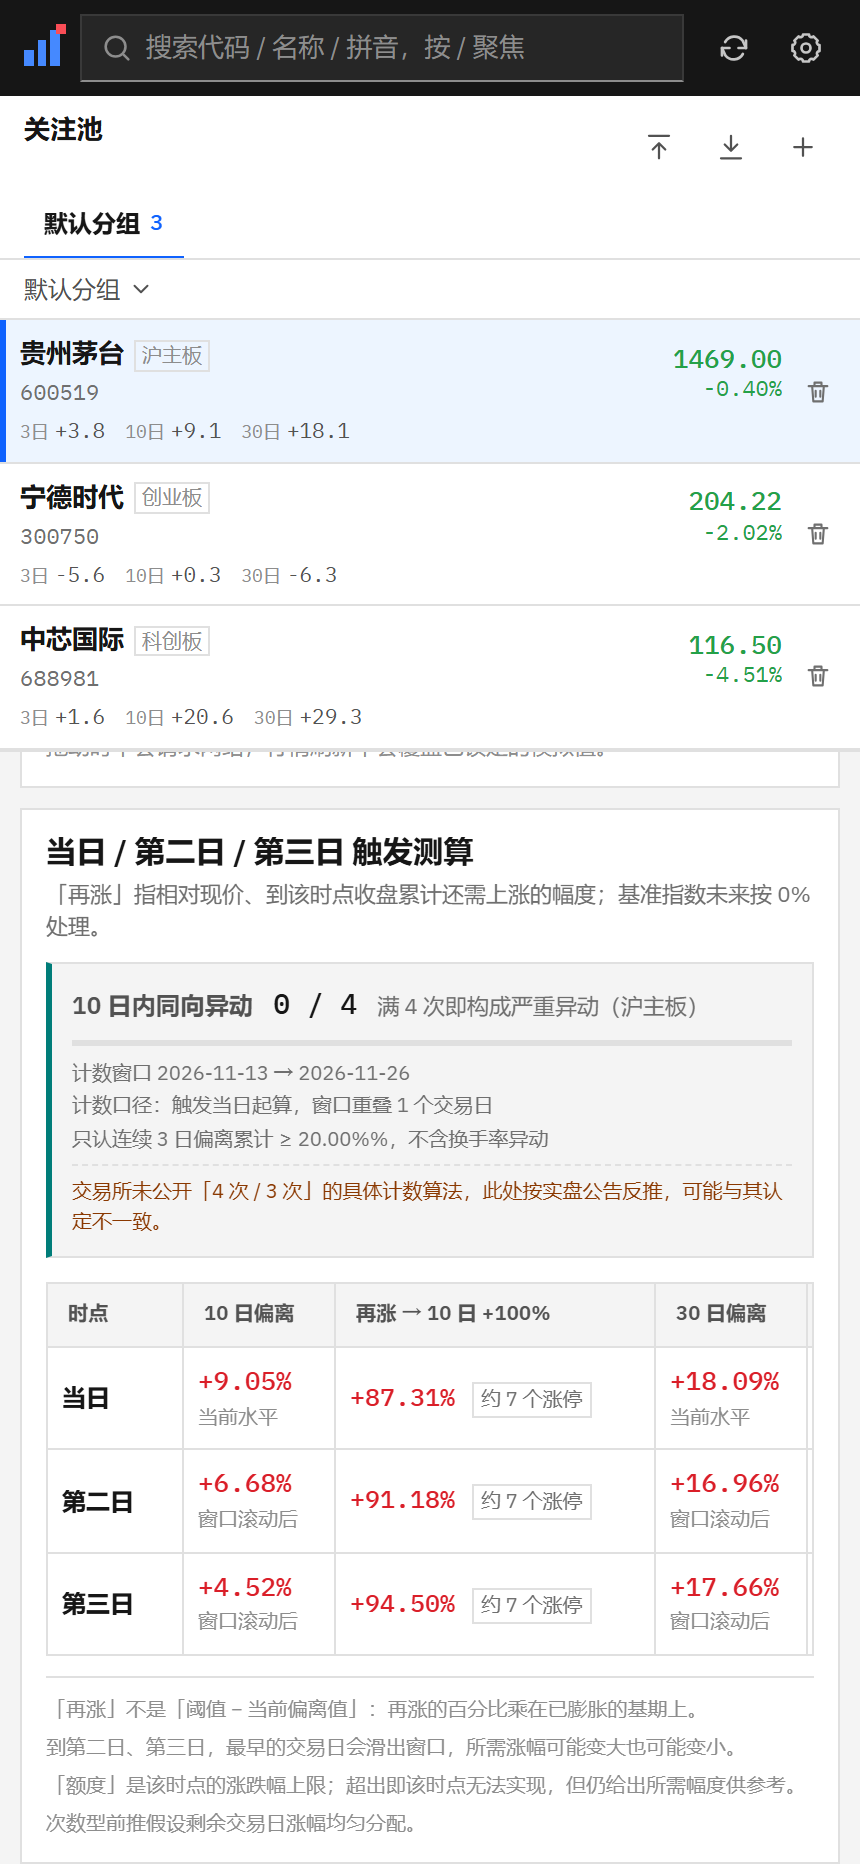 搜索代码 / 名称 / 拼音，按 / 聚焦
关注池
默认分组 3
默认分组
贵州茅台 沪主板
1469.00
600519
-0.40%
3日 +3.8 10日 +9.1 30日 +18.1
宁德时代 创业板
204.22
300750
-2.02%
3日 -5.6 10日 +0.3 30日 -6.3
中芯国际 科创板
116.50
688981
-4.51%
3日 +1.6 10日 +20.6 30日 +29.3
当日 / 第二日 / 第三日 触发测算
「再涨」指相对现价、到该时点收盘累计还需上涨的幅度；基准指数未来按 0%
处理。
10 日内同向异动 0 / 4 满 4 次即构成严重异动（沪主板）
计数窗口 2026-11-13 → 2026-11-26
计数口径：触发当日起算，窗口重叠 1 个交易日
只认连续 3 日偏离累计 ≥ 20.00%%，不含换手率异动
交易所未公开「4 次 / 3 次」的具体计数算法，此处按实盘公告反推，可能与其认
定不一致。
时点 10 日偏离 再涨 → 10 日 +100% 30 日偏离
当日 +9.05% 当前水平 +87.31% 约 7 个涨停 +18.09% 当前水平
第二日 +6.68% 窗口滚动后 +91.18% 约 7 个涨停 +16.96% 窗口滚动后
第三日 +4.52% 窗口滚动后 +94.50% 约 7 个涨停 +17.66% 窗口滚动后
「再涨」不是「阈值 − 当前偏离值」：再涨的百分比乘在已膨胀的基期上。
到第二日、第三日，最早的交易日会滑出窗口，所需涨幅可能变大也可能变小。
「额度」是该时点的涨跌幅上限；超出即该时点无法实现，但仍给出所需幅度供参考。
次数型前推假设剩余交易日涨幅均匀分配。